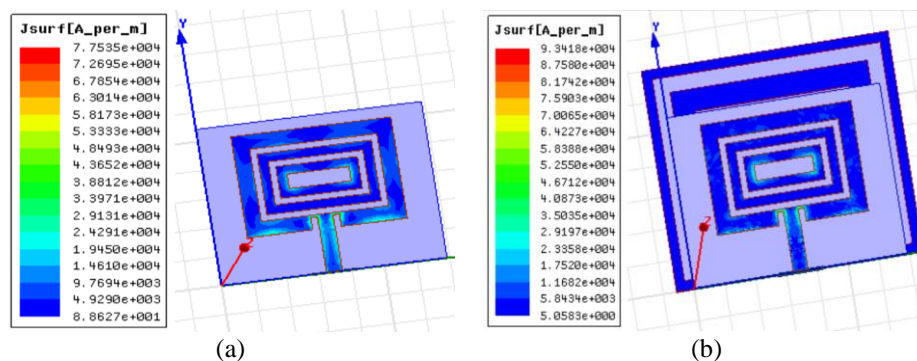 Jsurf[A_per_m]
7.7535e+004
7.2695e+004
6.7854e+004
6.3014e+004
5.8173e+004
5.3333e+004
4.8493e+004
4.3652e+004
3.8812e+004
3.3971e+004
2.9131e+004
2.4291e+004
1.9450e+004
1.4610e+004
9.7694e+003
4.9290e+003
8.8627e+001
Y
Z
(a)
Jsurf[A_per_m]
9.3418e+004
8.7580e+004
8.1742e+004
7.5903e+004
7.0065e+004
6.4227e+004
5.8388e+004
5.2550e+004
4.6712e+004
4.0873e+004
3.5035e+004
2.9197e+004
2.3358e+004
1.7520e+004
1.1682e+004
5.8434e+003
5.0583e+000
Y
Z
(b)